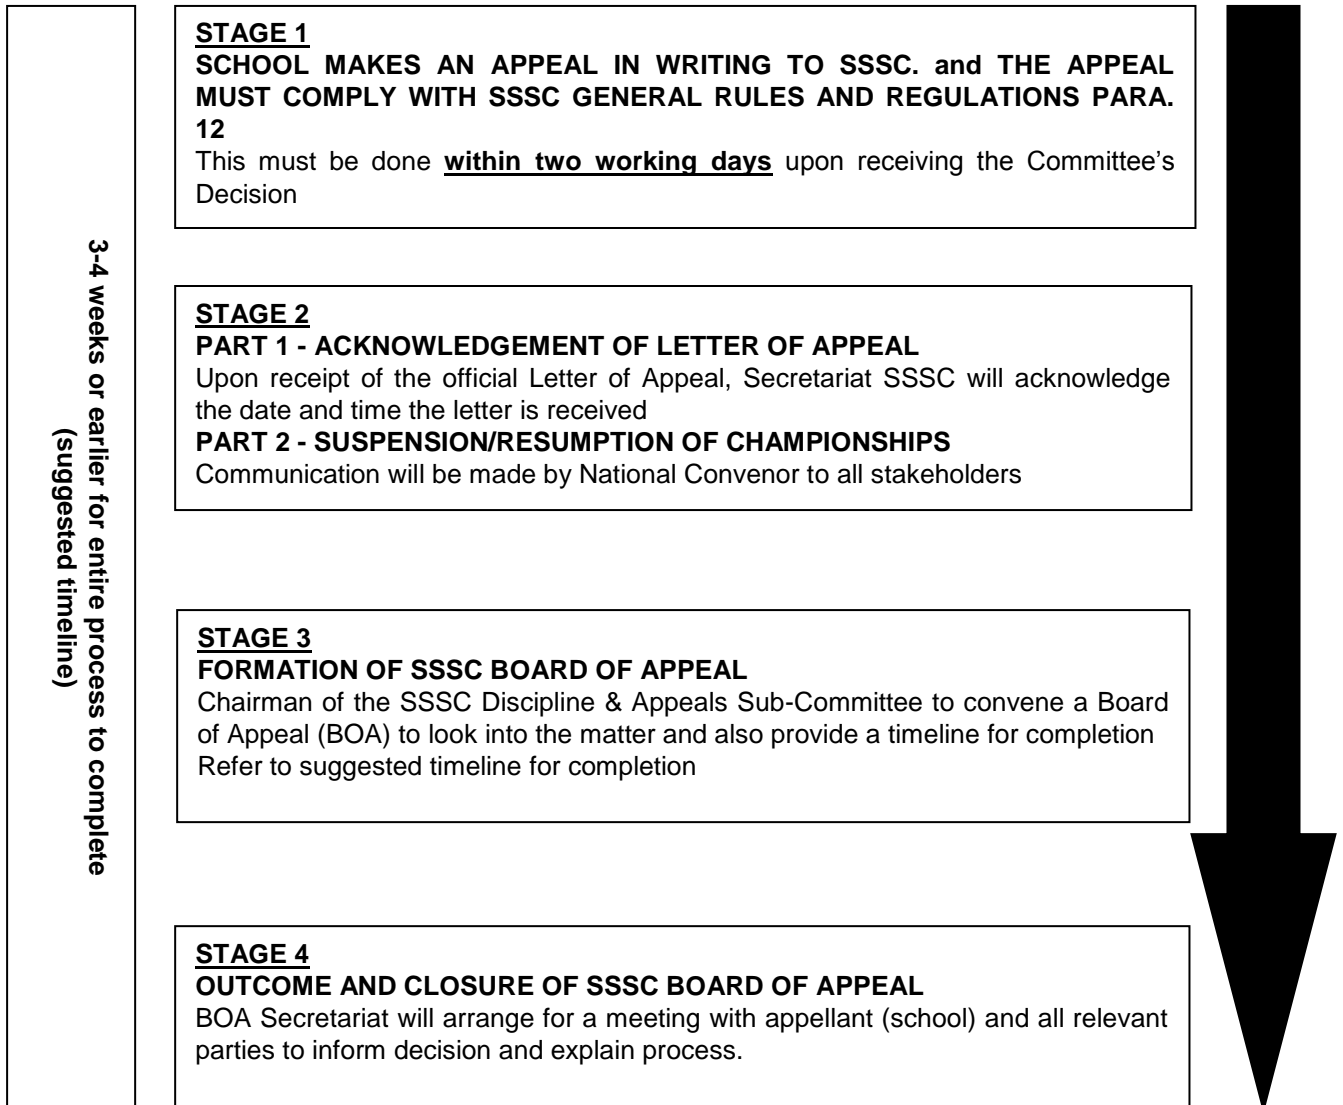 3-4 weeks or earlier for entire process to complete
(suggested timeline)
STAGE 1
SCHOOL MAKES AN APPEAL IN WRITING TO SSSC. and THE APPEAL
MUST COMPLY WITH SSSC GENERAL RULES AND REGULATIONS PARA.
12
This must be done within two working days upon receiving the Committee’s
Decision
STAGE 2
PART 1 - ACKNOWLEDGEMENT OF LETTER OF APPEAL
Upon receipt of the official Letter of Appeal, Secretariat SSSC will acknowledge
the date and time the letter is received
PART 2 - SUSPENSION/RESUMPTION OF CHAMPIONSHIPS
Communication will be made by National Convenor to all stakeholders
STAGE 3
FORMATION OF SSSC BOARD OF APPEAL
Chairman of the SSSC Discipline & Appeals Sub-Committee to convene a Board
of Appeal (BOA) to look into the matter and also provide a timeline for completion
Refer to suggested timeline for completion
STAGE 4
OUTCOME AND CLOSURE OF SSSC BOARD OF APPEAL
BOA Secretariat will arrange for a meeting with appellant (school) and all relevant
parties to inform decision and explain process.